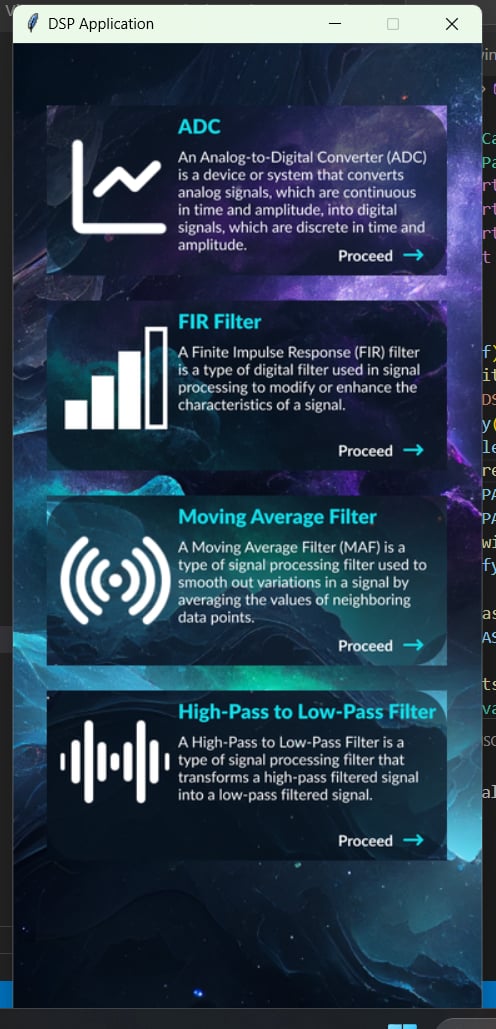 DSP Application
ADC
An Analog-to-Digital Converter (ADC)
is a device or system that converts
analog signals, which are continuous
in time and amplitude, into digital
signals, which are discrete in time and
amplitude.
Proceed →
FIR Filter
A Finite Impulse Response (FIR) filter
is a type of digital filter used in signal
processing to modify or enhance the
characteristics of a signal.
Proceed →
Moving Average Filter
A Moving Average Filter (MAF) is a
type of signal processing filter used to
smooth out variations in a signal by
averaging the values of neighboring
data points.
Proceed →
High-Pass to Low-Pass Filter
A High-Pass to Low-Pass Filter is a
type of signal processing filter that
transforms a high-pass filtered signal
into a low-pass filtered signal.
Proceed →